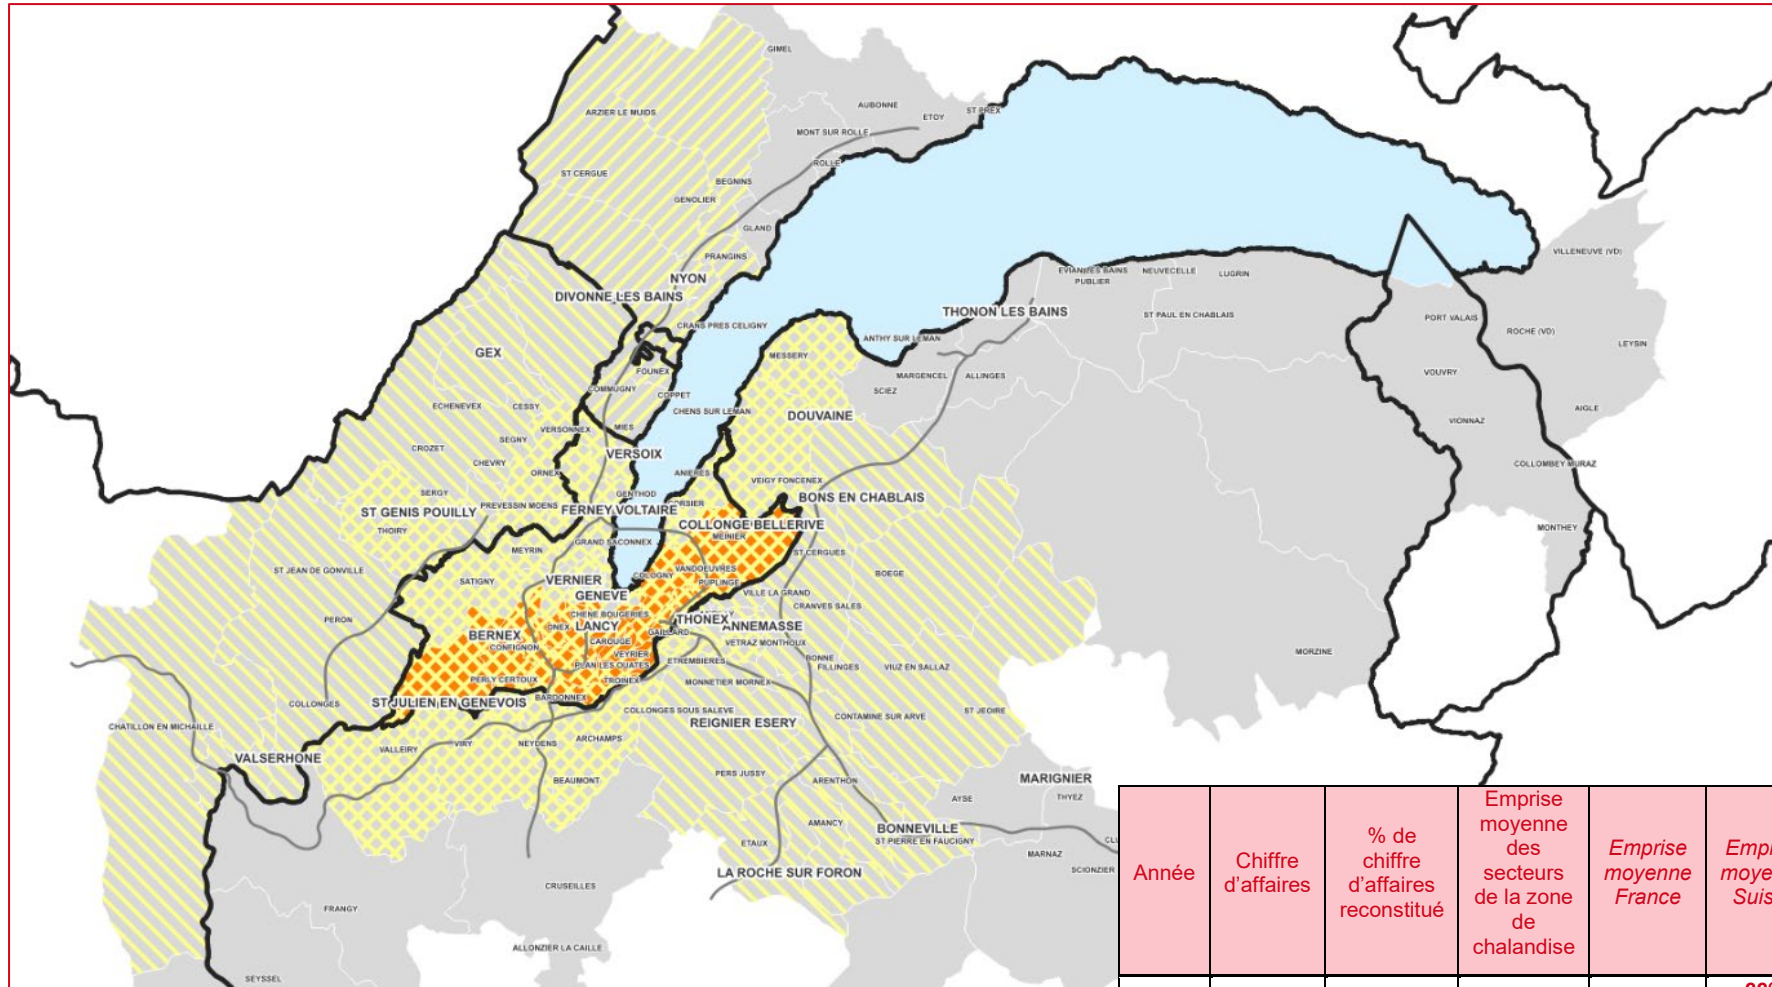 GIMEL
AUBONNE
ST PREX
ETOY
ARZIER LE MUIDS
MONT SUR ROLLE
ROLLE
ST CERGUE
BEGNINS
GENOLIER
GLAND
VILLENEUVE (VD)
PRANGINS
NYON
EVIAN LES BAINS
NEUVECELLE
LUGRIN
PUBLIER
DIVONNE LES BAINS
THONON LES BAINS
ST PAUL EN CHABLAIS
PORT VALAIS
CRANS PRES CELIGNY
ROCHE (VD)
ANTHY SUR LEMAN
LEYSIN
GEX
MESSERY
FOUNEX
MARGENCEL
ALLINGES
VOUVRY
COMMUGNY
SCIEZ
COPPET
ECHENEVEX
CESSY
CHENS SUR LEMAN
DOUVAINE
AIGLE
VIONNAZ
VERSONNEX
MIES
SEGNY
CROZET
VERSOIX
CHEVRY
COLLOMBEY MURAZ
ORNEX
ANIERES
VEIGY FONCENEX
SERGY
GENTHOD
BONS EN CHABLAIS
PREVESSIN MOENS
CORSIER
ST GENIS POUILLY
FERNEY VOLTAIRE
COLLONGE BELLERIVE
THOIRY
MEINIER
MONTHEY
GRAND SACONNEX
MEYRIN
ST CERGUES
ST JEAN DE GONVILLE
VANDOEUVRES
BOEGE
SATIGNY
VERNIER
COLOGNY
PUPLINGE
GENEVE
VILLE LA GRAND
CRANVES SALES
PERON
CHENE BOUGERIES
THONEX
ONEX
LANCY
ANNEMASSE
BERNEX
GAILLARD
CAROUGE
VETRAZ MONTHOUX
CONFIGNON
VEYRIER
MORZINE
ETREMBIERES
BONNE
PLAN LES OUATES
FILLINGES
VIUZ EN SALLAZ
PERLY CERTOUX
TROINEX
MONNETIER MORNEX
BARDONNEX
ST JULIEN EN GENEVOIS
COLLONGES
COLLONGES SOUS SALEVE
ST JEOIRE
CONTAMINE SUR ARVE
REIGNIER ESERY
CHATILLON EN MICHAILLE
ARCHAMPS
VIRY
NEYDENS
VALLEIRY
VALSERHONE
PERS JUSSY
BEAUMONT
ARENTHON
MARIGNIER
THYEZ
AYSE
AMANCY
BONNEVILLE
ST PIERRE EN FAUCIGNY
ETAUX
MARNAZ
LA ROCHE SUR FORON
SCIONZIER
CRUSEILLES
FRANGY
ALLONZIER LA CAILLE
SEYSSEL
Année
Chiffre
d'affaires
% de
chiffre
d'affaires
reconstitué
Emprise
moyenne
des
secteurs
de la zone
de
chalandise
Emprise
moyenne
France